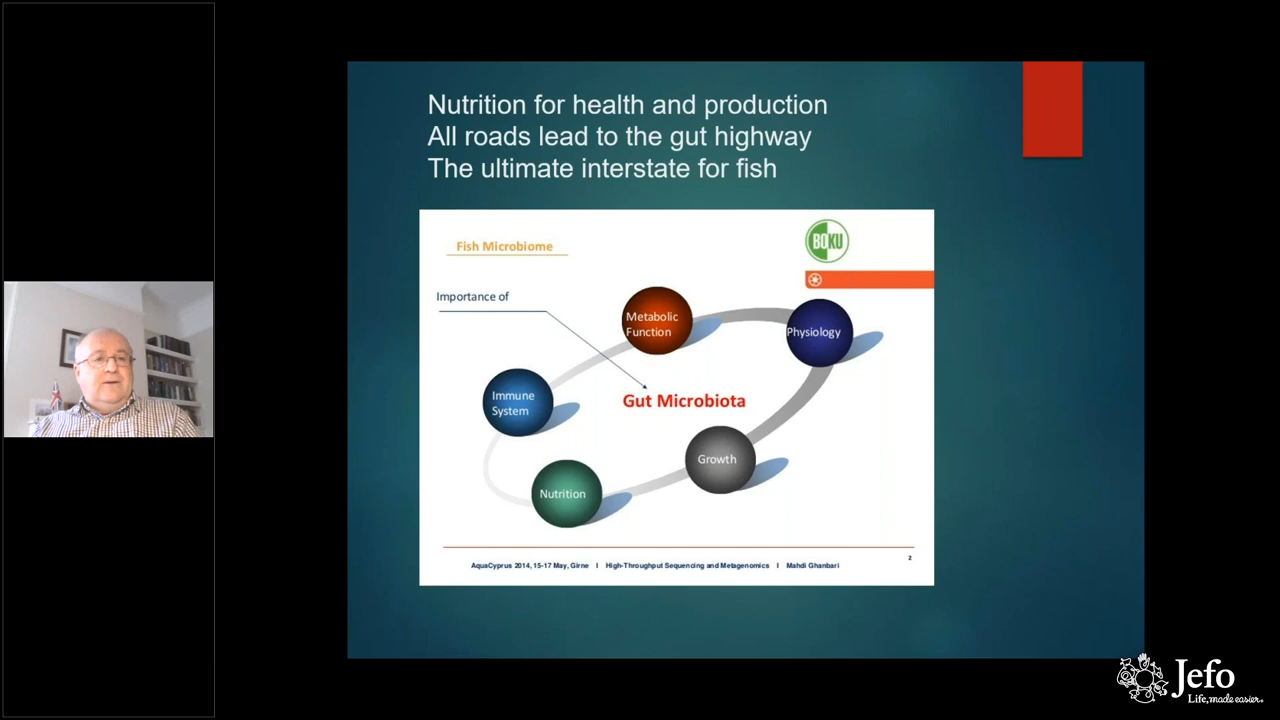 Nutrition for health and production
All roads lead to the gut highway
The ultimate interstate for fish
BOKU
Fish Microbiome
Importance of
Metabolic
Function
Physiology
Immune
System
Gut Microbiota
Growth
Nutrition
2
AquaCyprus 2014, 15-17 May, Girne I High-Throughput Sequencing and Metagenomics I Mahdi Ghanbari
Jefo
Life, made easier.